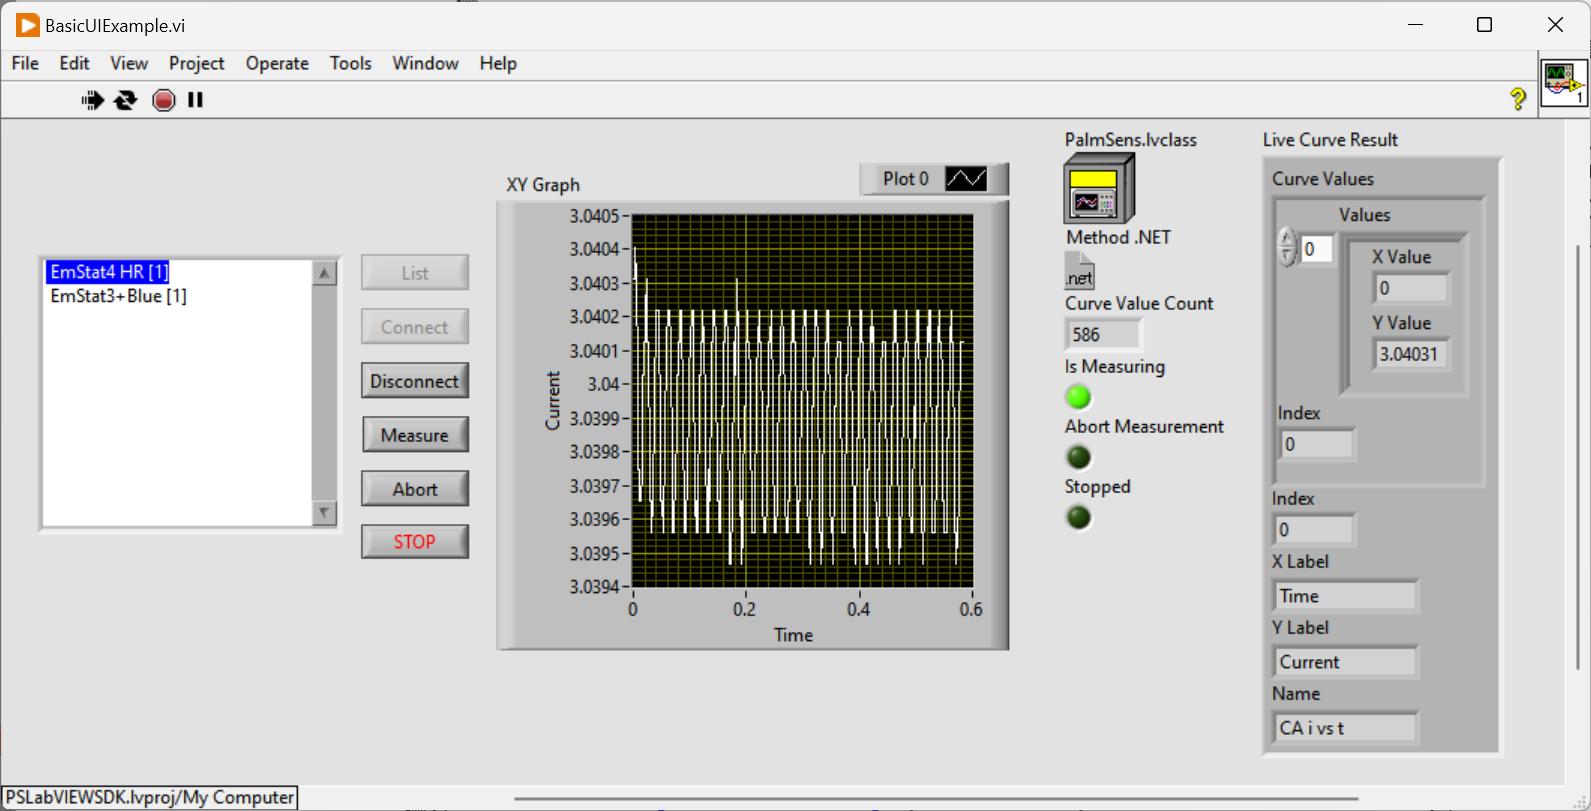 BasicUIExample.vi
File Edit View Project Operate Tools Window Help
?
1
EmStat4 HR [1]
EmStat3+Blue [1]
List
Connect
Disconnect
Measure
Abort
STOP
XY Graph
Plot 0
Current
3.0405
3.0404
3.0403
3.0402
3.0401
3.04
3.0399
3.0398
3.0397
3.0396
3.0395
3.0394
0 0.2 0.4 0.6
Time
PalmSens.lvclass
Method .NET
.net
Curve Value Count
586
Is Measuring
Abort Measurement
Stopped
Live Curve Result
Curve Values
Values
0
X Value
0
Y Value
3.04031
Index
0
Index
0
X Label
Time
Y Label
Current
Name
CA i vs t
PSLabVIEWSDK.lvproj/My Computer